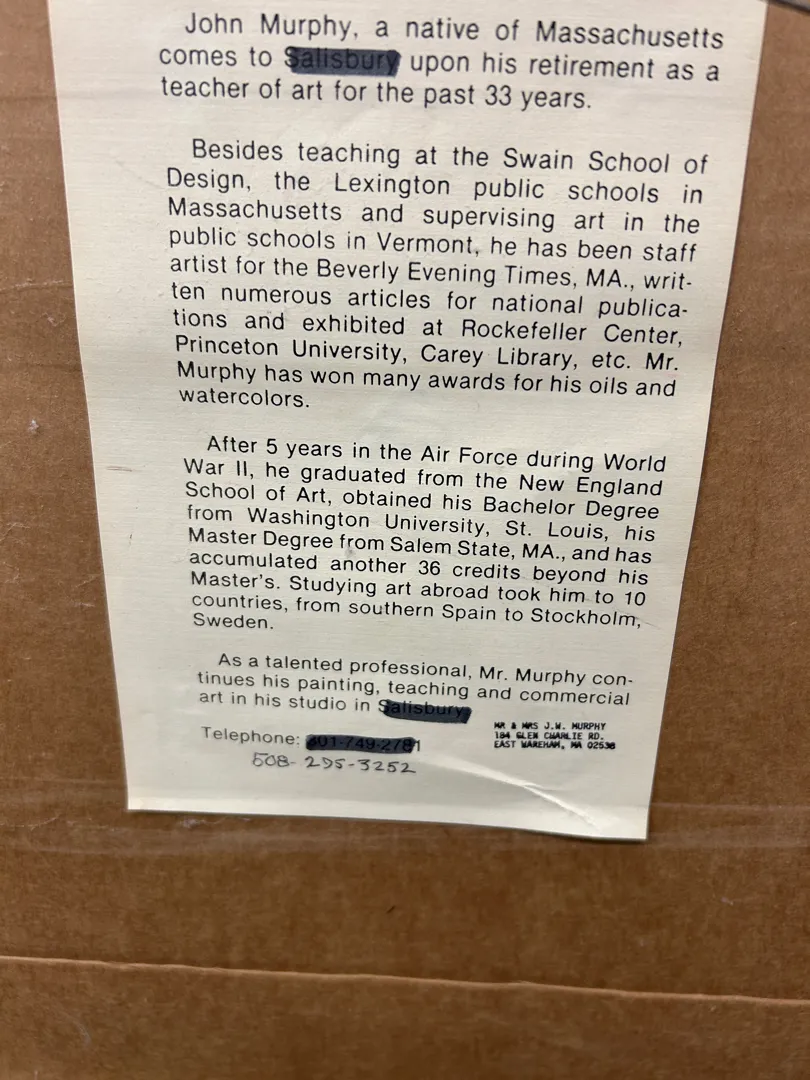 John Murphy, a native of Massachusetts
comes to Salisbury upon his retirement as a
teacher of art for the past 33 years.
Besides teaching at the Swain School of
Design, the Lexington public schools in
Massachusetts and supervising art in the
public schools in Vermont, he has been staff
artist for the Beverly Evening Times, MA., writ-
ten numerous articles for national publica-
tions and exhibited at Rockefeller Center,
Princeton University, Carey Library, etc. Mr.
Murphy has won many awards for his oils and
watercolors.
After 5 years in the Air Force during World
War II, he graduated from the New England
School of Art, obtained his Bachelor Degree
from Washington University, St. Louis, his
Master Degree from Salem State, MA., and has
accumulated another 36 credits beyond his
Master's. Studying art abroad took him to 10
countries, from southern Spain to Stockholm,
Sweden.
As a talented professional, Mr. Murphy con-
tinues his painting, teaching and commercial
art in his studio in Salisbury
Telephone: 301-749-2781
508-295-3252
MR & MRS J.W. MURPHY
184 GLEN CHARLIE RD.
EAST WAREHAM, MA 02538